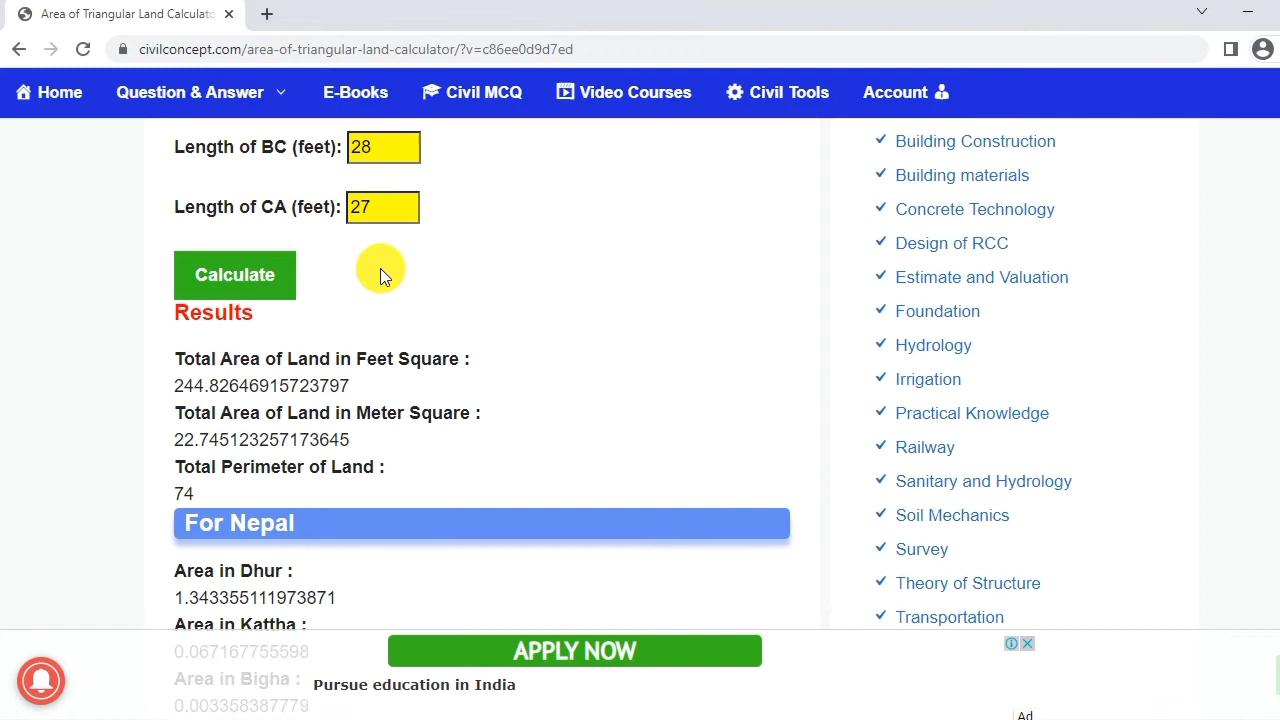 Area of Triangular Land Calculato
civilconcept.com/area-of-triangular-land-calculator/?v=c86ee0d9d7ed
Home Question & Answer E-Books Civil MCQ Video Courses Civil Tools Account
Length of BC (feet): 28
Length of CA (feet): 27
Calculate
Results
Total Area of Land in Feet Square :
244.82646915723797
Total Area of Land in Meter Square :
22.745123257173645
Total Perimeter of Land :
74
For Nepal
Area in Dhur :
1.343355111973871
Area in Kattha :
0.067167755598
Area in Bigha :
0.003358387779
Building Construction
Building materials
Concrete Technology
Design of RCC
Estimate and Valuation
Foundation
Hydrology
Irrigation
Practical Knowledge
Railway
Sanitary and Hydrology
Soil Mechanics
Survey
Theory of Structure
Transportation
APPLY NOW
Pursue education in India
Ad